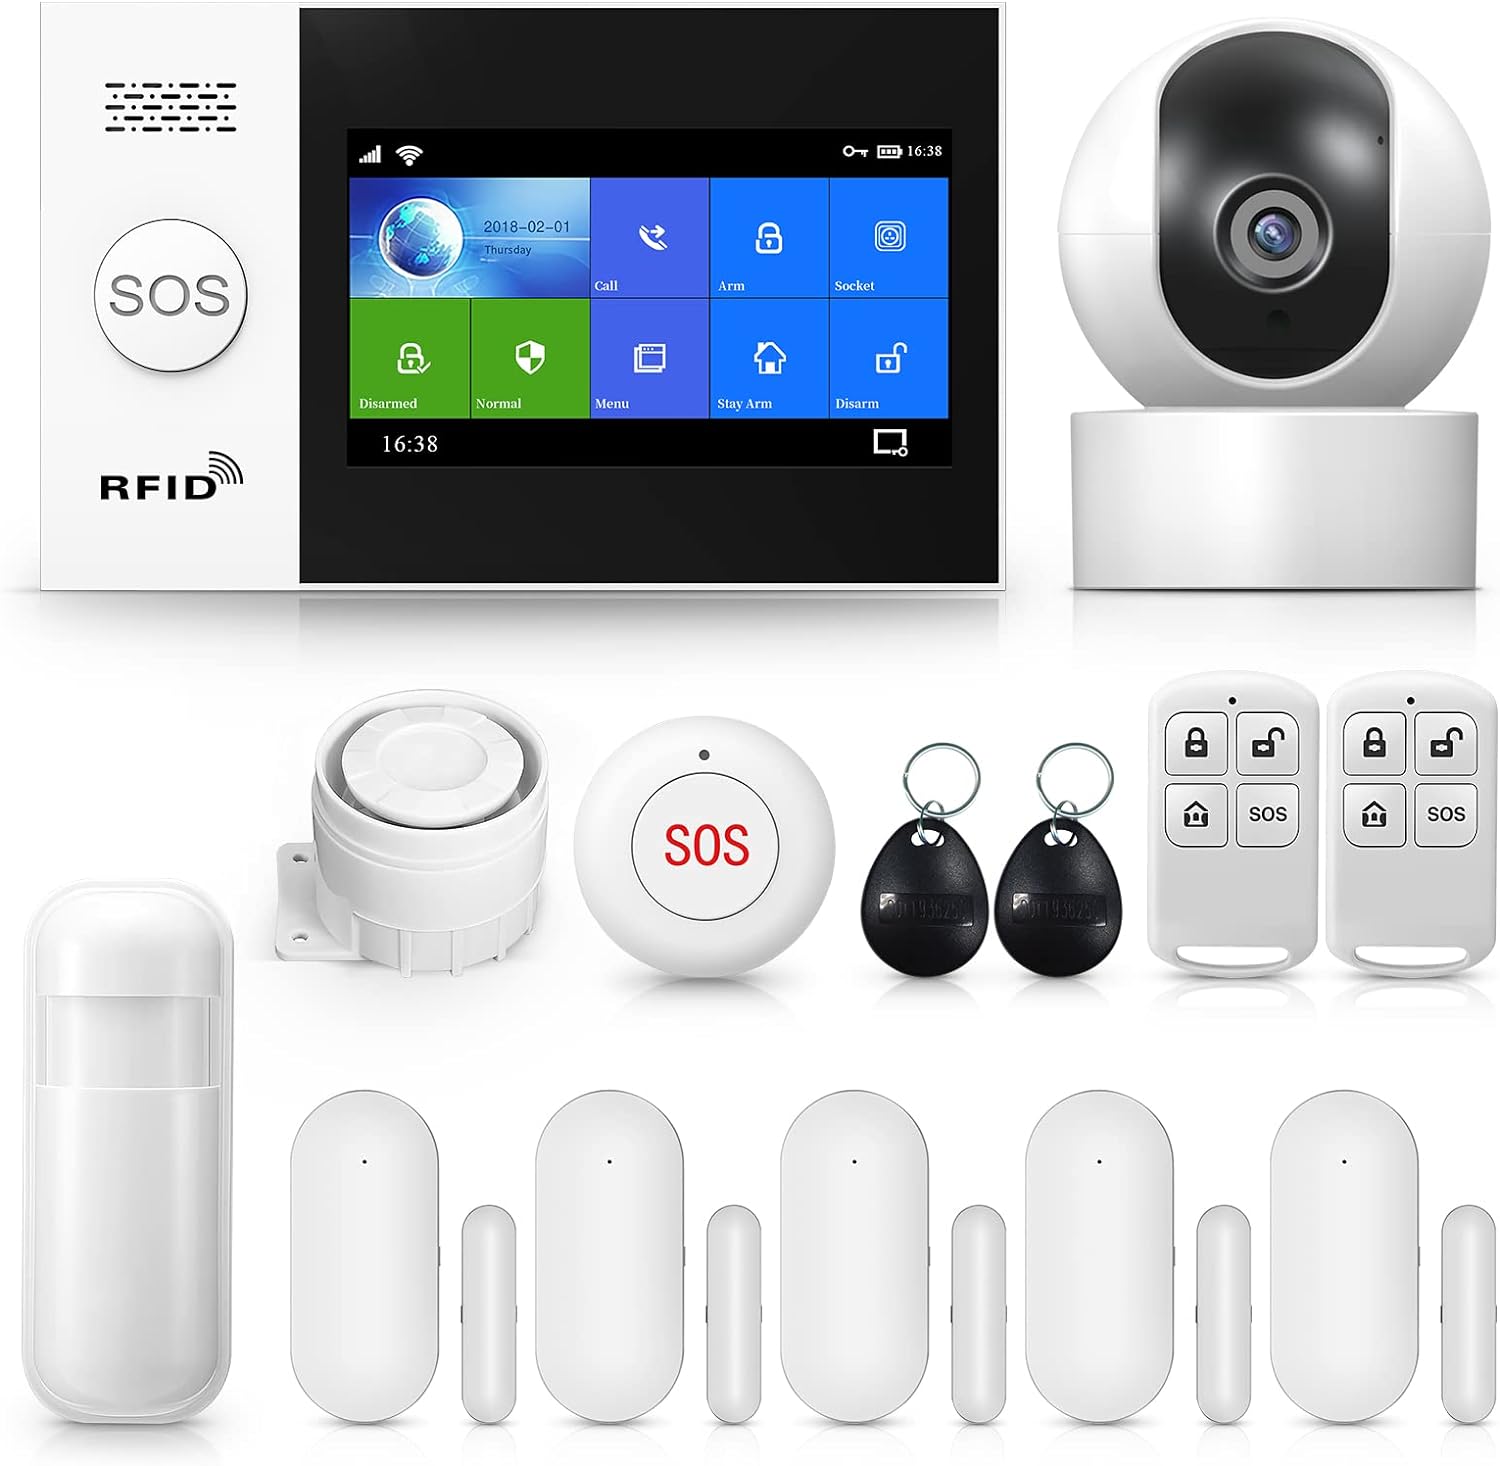 16:38
2018-02-01
Thursday
Call
Arm
Socket
SOS
Disarmed
Normal
Menu
Stay Arm
Disarm
16:38
RFID
SOS
SOS
SOS